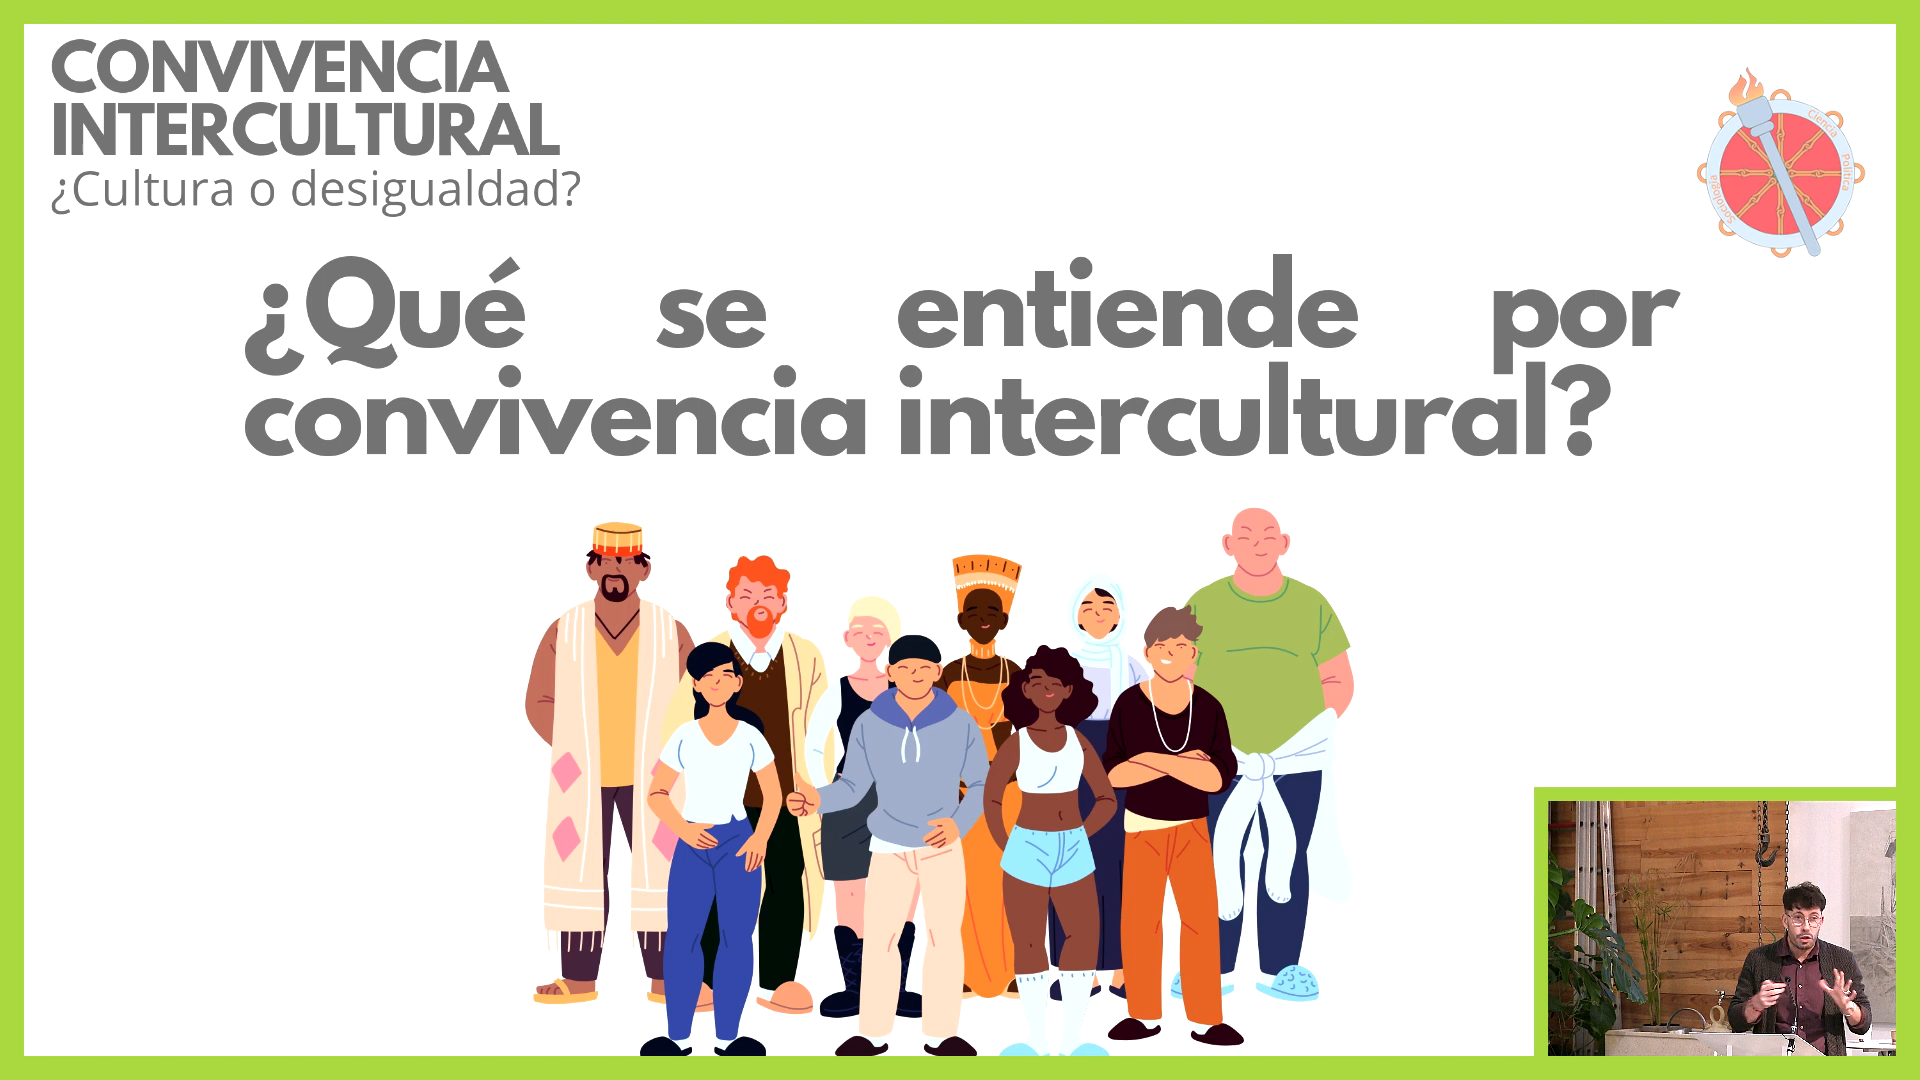 CONVIVENCIA
INTERCULTURAL
¿Cultura o desigualdad?
Ciencia
Política
Sociología
¿Qué se entiende por
convivencia intercultural?